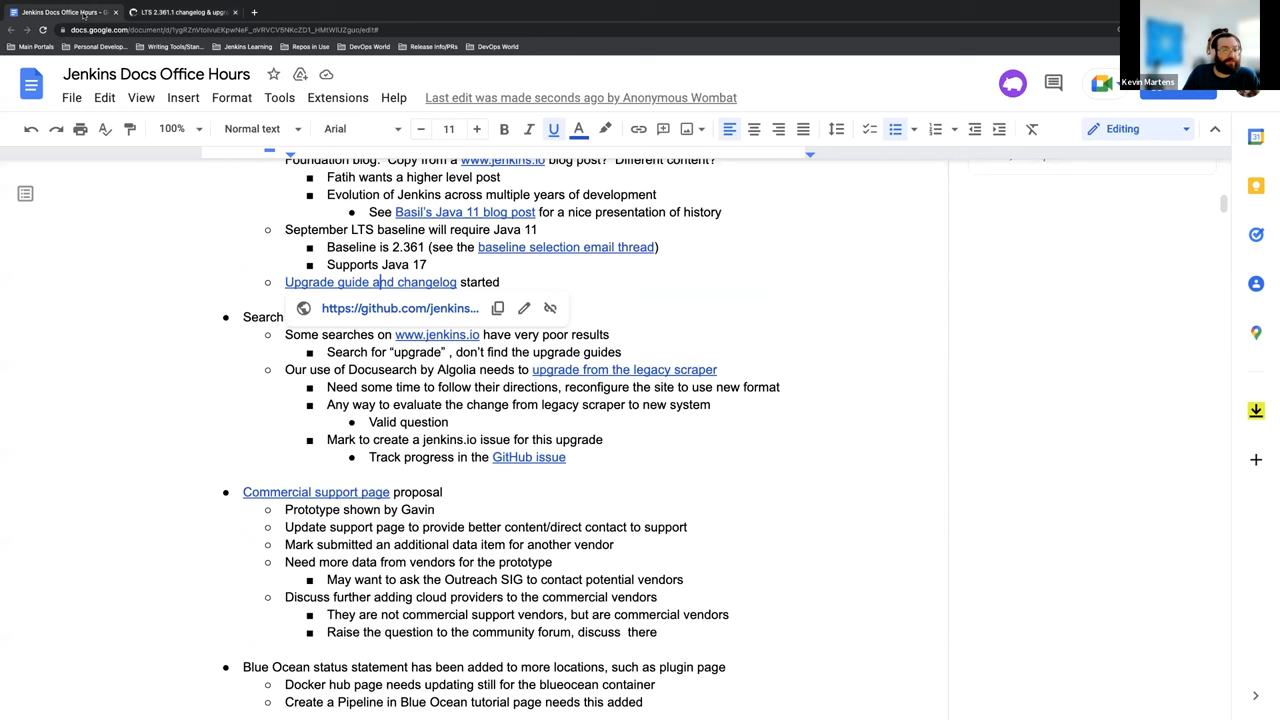 Jenkins Docs Office Hours - G
LTS 2.361.1 changelog & upgr
docs.google.com
Main Portals
Personal Develop...
Writing Tools/Stan...
Jenkins Learning
Repos in Use
DevOps World
Release Info/PRs
DevOps World
Kevin Martens
Jenkins Docs Office Hours
File Edit View Insert Format Tools Extensions Help Last edit was made seconds ago by Anonymous Wombat
100% Normal text Arial 11 Editing
Foundation blog. Copy from a www.jenkins.io blog post? Different content?
Fatih wants a higher level post
Evolution of Jenkins across multiple years of development
See Basil's Java 11 blog post for a nice presentation of history
September LTS baseline will require Java 11
Baseline is 2.361 (see the baseline selection email thread)
Supports Java 17
Upgrade guide and changelog started
https://github.com/jenkins...
Search
Some searches on www.jenkins.io have very poor results
Search for “upgrade” , don't find the upgrade guides
Our use of Docusearch by Algolia needs to upgrade from the legacy scraper
Need some time to follow their directions, reconfigure the site to use new format
Any way to evaluate the change from legacy scraper to new system
Valid question
Mark to create a jenkins.io issue for this upgrade
Track progress in the GitHub issue
Commercial support page proposal
Prototype shown by Gavin
Update support page to provide better content/direct contact to support
Mark submitted an additional data item for another vendor
Need more data from vendors for the prototype
May want to ask the Outreach SIG to contact potential vendors
Discuss further adding cloud providers to the commercial vendors
They are not commercial support vendors, but are commercial vendors
Raise the question to the community forum, discuss there
Blue Ocean status statement has been added to more locations, such as plugin page
Docker hub page needs updating still for the blueocean container
Create a Pipeline in Blue Ocean tutorial page needs this added